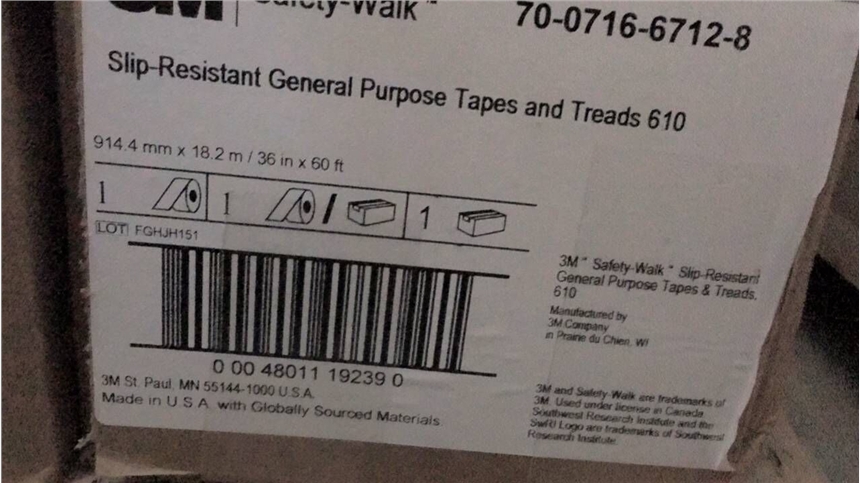 3M Safety-Walk™ 70-0716-6712-8
Slip-Resistant General Purpose Tapes and Treads 610
914.4 mm x 18.2 m / 36 in x 60 ft
1 1 / 1
LOT FGHJH151
0 00 48011 19239 0
3M St. Paul, MN 55144-1000 U.S.A.
Made in U.S.A. with Globally Sourced Materials.
3M™ Safety-Walk™ Slip-Resistant
General Purpose Tapes & Treads,
610
Manufactured by
3M Company
in Prairie du Chien, WI
3M and Safety-Walk are trademarks of
3M. Used under license in Canada.
Southwest Research Institute and the
SwRI Logo are trademarks of Southwest
Research Institute.